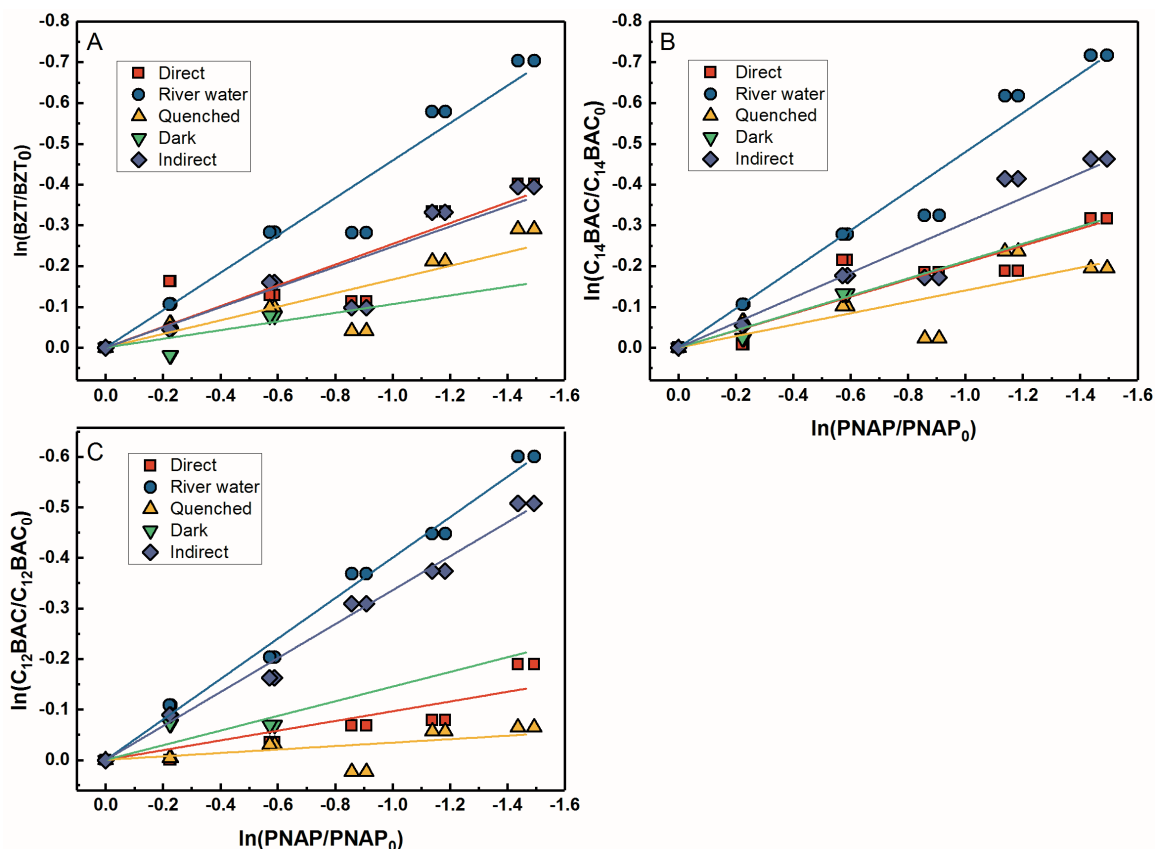 A
ln(BZT/BZT0)
-0.8
-0.7
-0.6
-0.5
-0.4
-0.3
-0.2
-0.1
0.0
Direct
River water
Quenched
Dark
Indirect
0.0 -0.2 -0.4 -0.6 -0.8 -1.0 -1.2 -1.4 -1.6
B
ln(C14BAC/C14BAC0)
-0.8
-0.7
-0.6
-0.5
-0.4
-0.3
-0.2
-0.1
0.0
Direct
River water
Quenched
Dark
Indirect
0.0 -0.2 -0.4 -0.6 -0.8 -1.0 -1.2 -1.4 -1.6
ln(PNAP/PNAP0)
C
ln(C12BAC/C12BAC0)
-0.6
-0.5
-0.4
-0.3
-0.2
-0.1
0.0
Direct
River water
Quenched
Dark
Indirect
0.0 -0.2 -0.4 -0.6 -0.8 -1.0 -1.2 -1.4 -1.6
ln(PNAP/PNAP0)